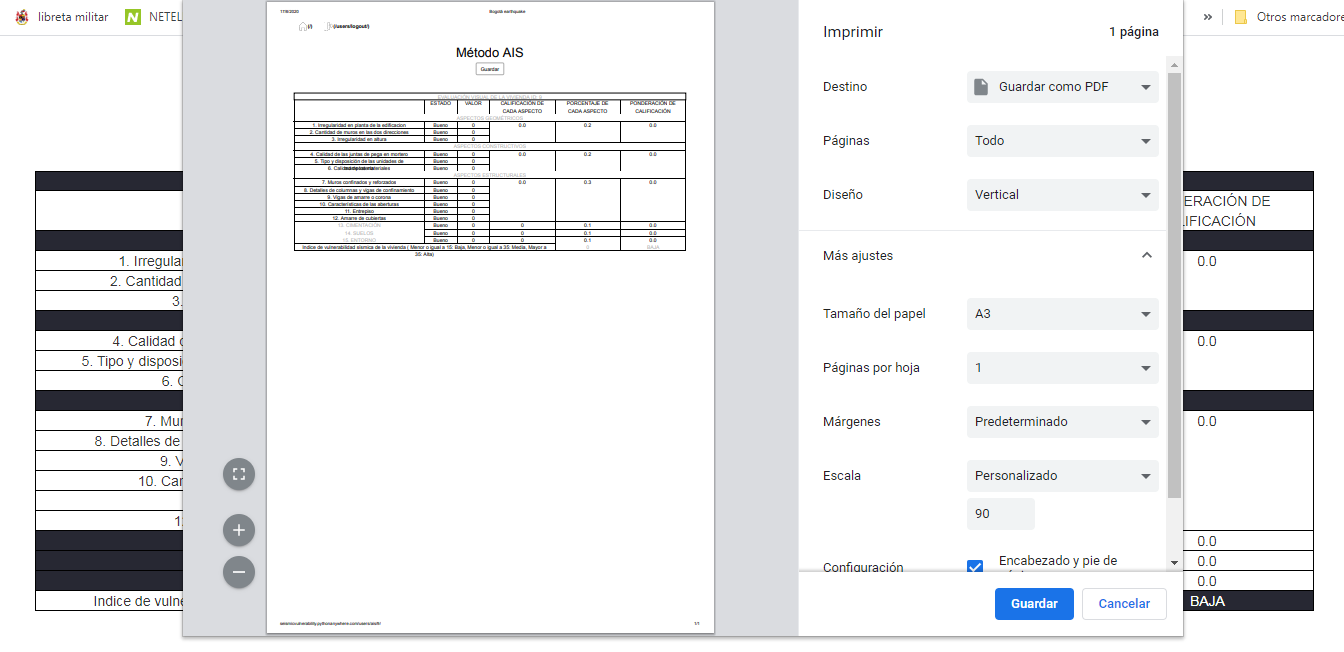 libreta militar
NETEL
»
Otros marcadore
17/8/2020
Bogotá earthquake
(/)
(/users/logout/)
Método AIS
Guardar
EVALUACIÓN VISUAL DE LA VIVIENDA ID: 9
ESTADO VALOR CALIFICACIÓN DE CADA ASPECTO PORCENTAJE DE CADA ASPECTO PONDERACIÓN DE CALIFICACIÓN
ASPECTOS GEOMÉTRICOS
1. Irregularidad en planta de la edificacion Bueno 0 0.0 0.2 0.0
2. Cantidad de muros en las dos direcciones Bueno 0
3. Irregularidad en altura Bueno 0
ASPECTOS CONSTRUCTIVOS
4. Calidad de las juntas de pega en mortero Bueno 0 0.0 0.2 0.0
5. Tipo y disposición de las unidades de Bueno 0
6. Calidad de los materiales Bueno 0
ASPECTOS ESTRUCTURALES
7. Muros confinados y reforzados Bueno 0 0.0 0.3 0.0
8. Detalles de columnas y vigas de confinamiento Bueno 0
9. Vigas de amarre o corona Bueno 0
10. Características de las aberturas Bueno 0
11. Entrepiso Bueno 0
12. Amarre de cubiertas Bueno 0
13. CIMENTACIÓN Bueno 0 0 0.1 0.0
14. SUELOS Bueno 0 0 0.1 0.0
15. ENTORNO Bueno 0 0 0.1 0.0
Indice de vulnerabilidad sísmica de la vivienda ( Menor o igual a 15: Baja, Menor o igual a 35: Media, Mayor a 0 BAJA
35: Alta)
seismicvulnerability.pythonanywhere.com/users/ais/9/
1/1
Imprimir
1 página
Destino
Guardar como PDF
Páginas
Todo
Diseño
Vertical
Más ajustes
Tamaño del papel
A3
Páginas por hoja
1
Márgenes
Predeterminado
Escala
Personalizado
90
Configuración
Encabezado y pie de
Guardar
Cancelar
1. Irregula
2. Cantidad
3.
4. Calidad
5. Tipo y disposi
6. C
7. Mur
8. Detalles de
9. V
10. Car
1
Indice de vulne
ERACIÓN DE
IFICACIÓN
0.0
0.0
0.0
0.0
0.0
0.0
BAJA